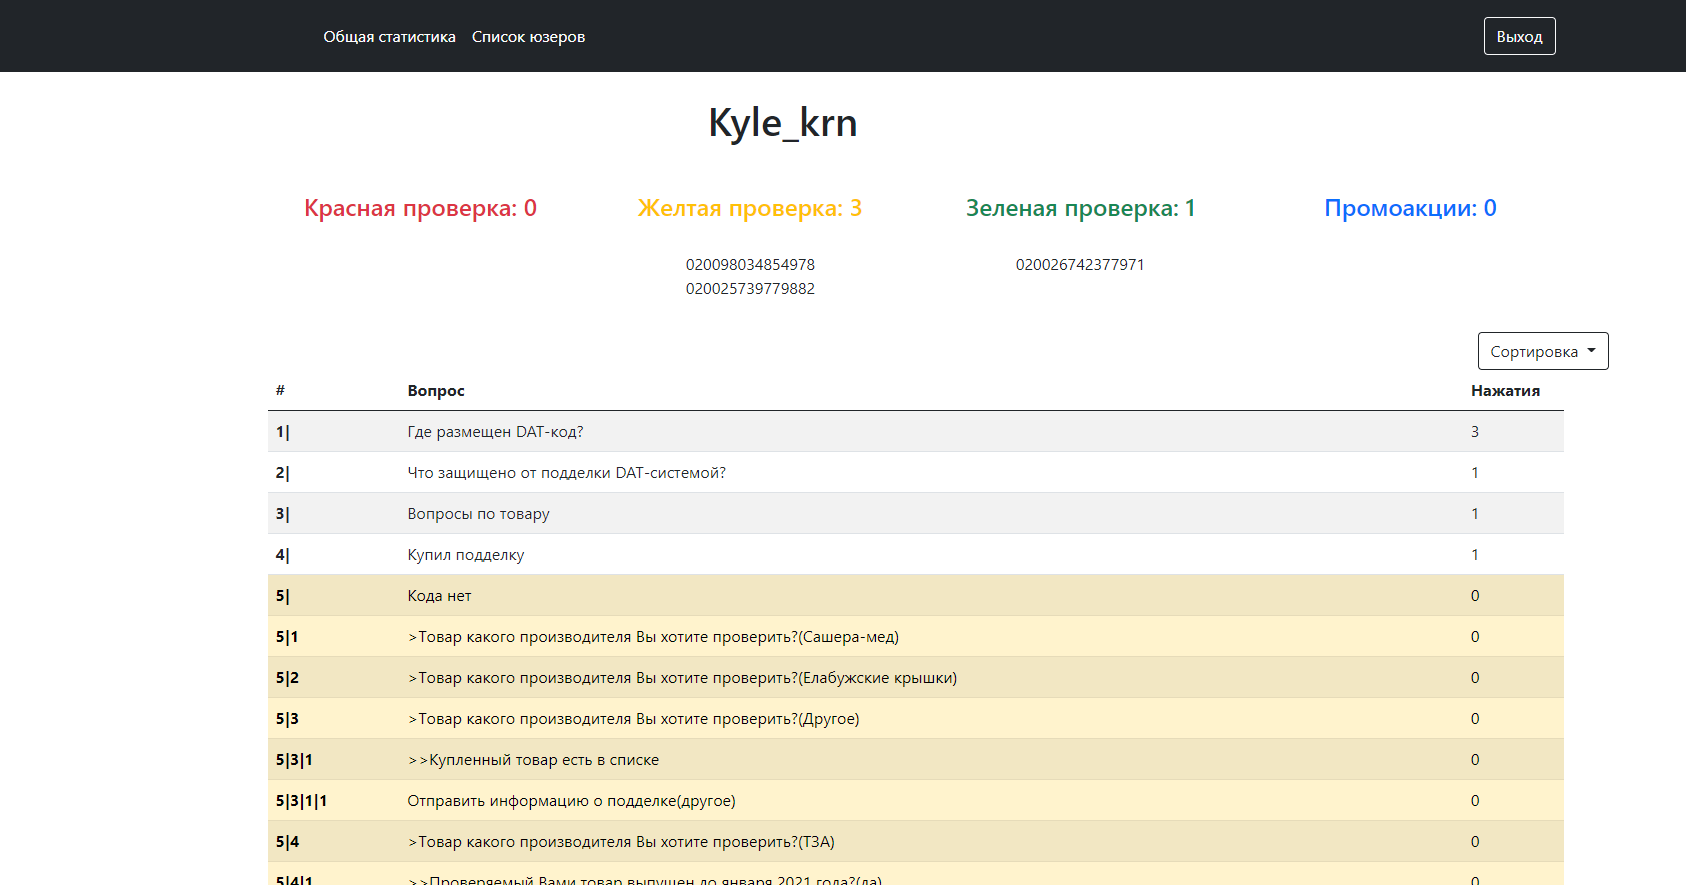 Общая статистика Список юзеров Выход
Kyle_krn
Красная проверка: 0 Желтая проверка: 3 Зеленая проверка: 1 Промоакции: 0
020098034854978 020026742377971
020025739779882
Сортировка
# Вопрос Нажатия
1| Где размещен DAT-код? 3
2| Что защищено от подделки DAT-системой? 1
3| Вопросы по товару 1
4| Купил подделку 1
5| Кода нет 0
5|1 >Товар какого производителя Вы хотите проверить?(Сашера-мед) 0
5|2 >Товар какого производителя Вы хотите проверить?(Елабужские крышки) 0
5|3 >Товар какого производителя Вы хотите проверить?(Другое) 0
5|3|1 >>Купленный товар есть в списке 0
5|3|1|1 Отправить информацию о подделке(другое) 0
5|4 >Товар какого производителя Вы хотите проверить?(ТЗА) 0
5|4|1 >>Проверяемый Вами товар выпущен до января 2021 года?(да) 0